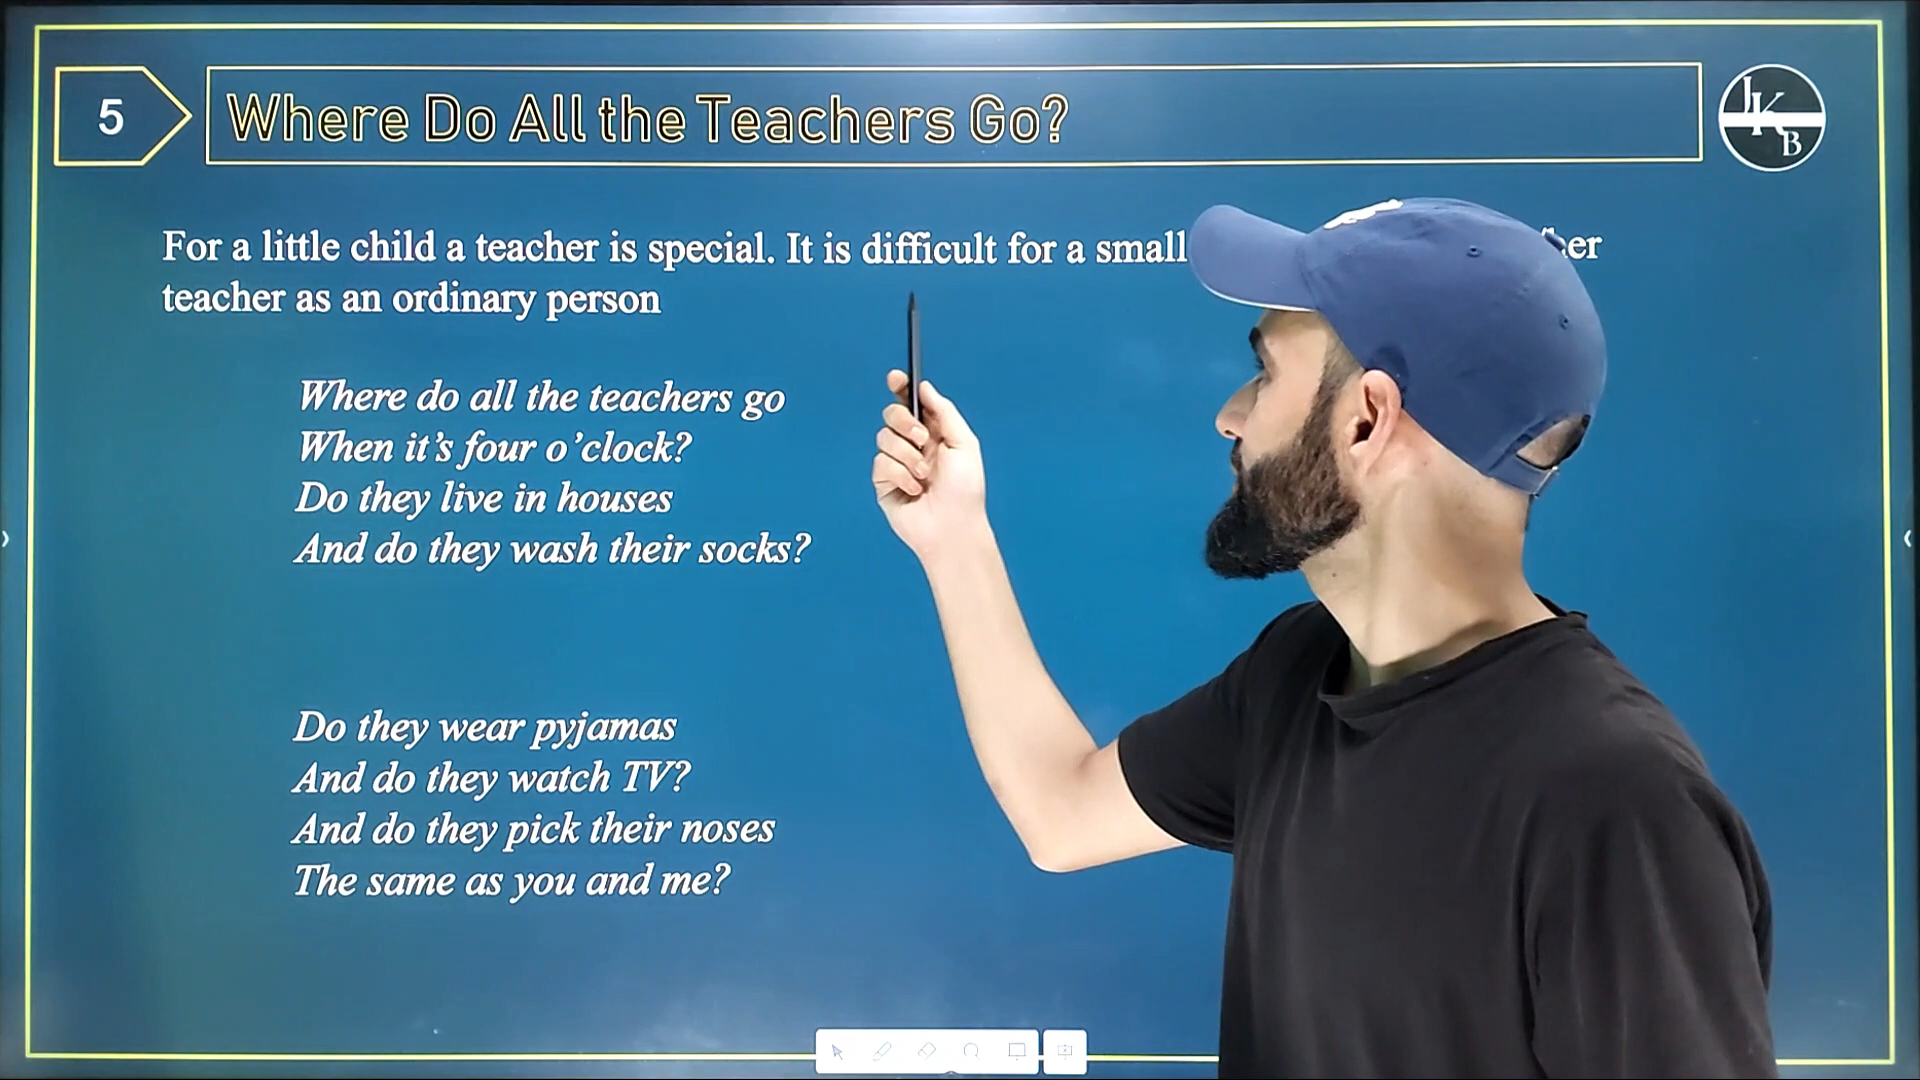 5
Where Do All the Teachers Go?
JKB
For a little child a teacher is special. It is difficult for a small
teacher as an ordinary person
Where do all the teachers go
When it's four o'clock?
Do they live in houses
And do they wash their socks?
Do they wear pyjamas
And do they watch TV?
And do they pick their noses
The same as you and me?